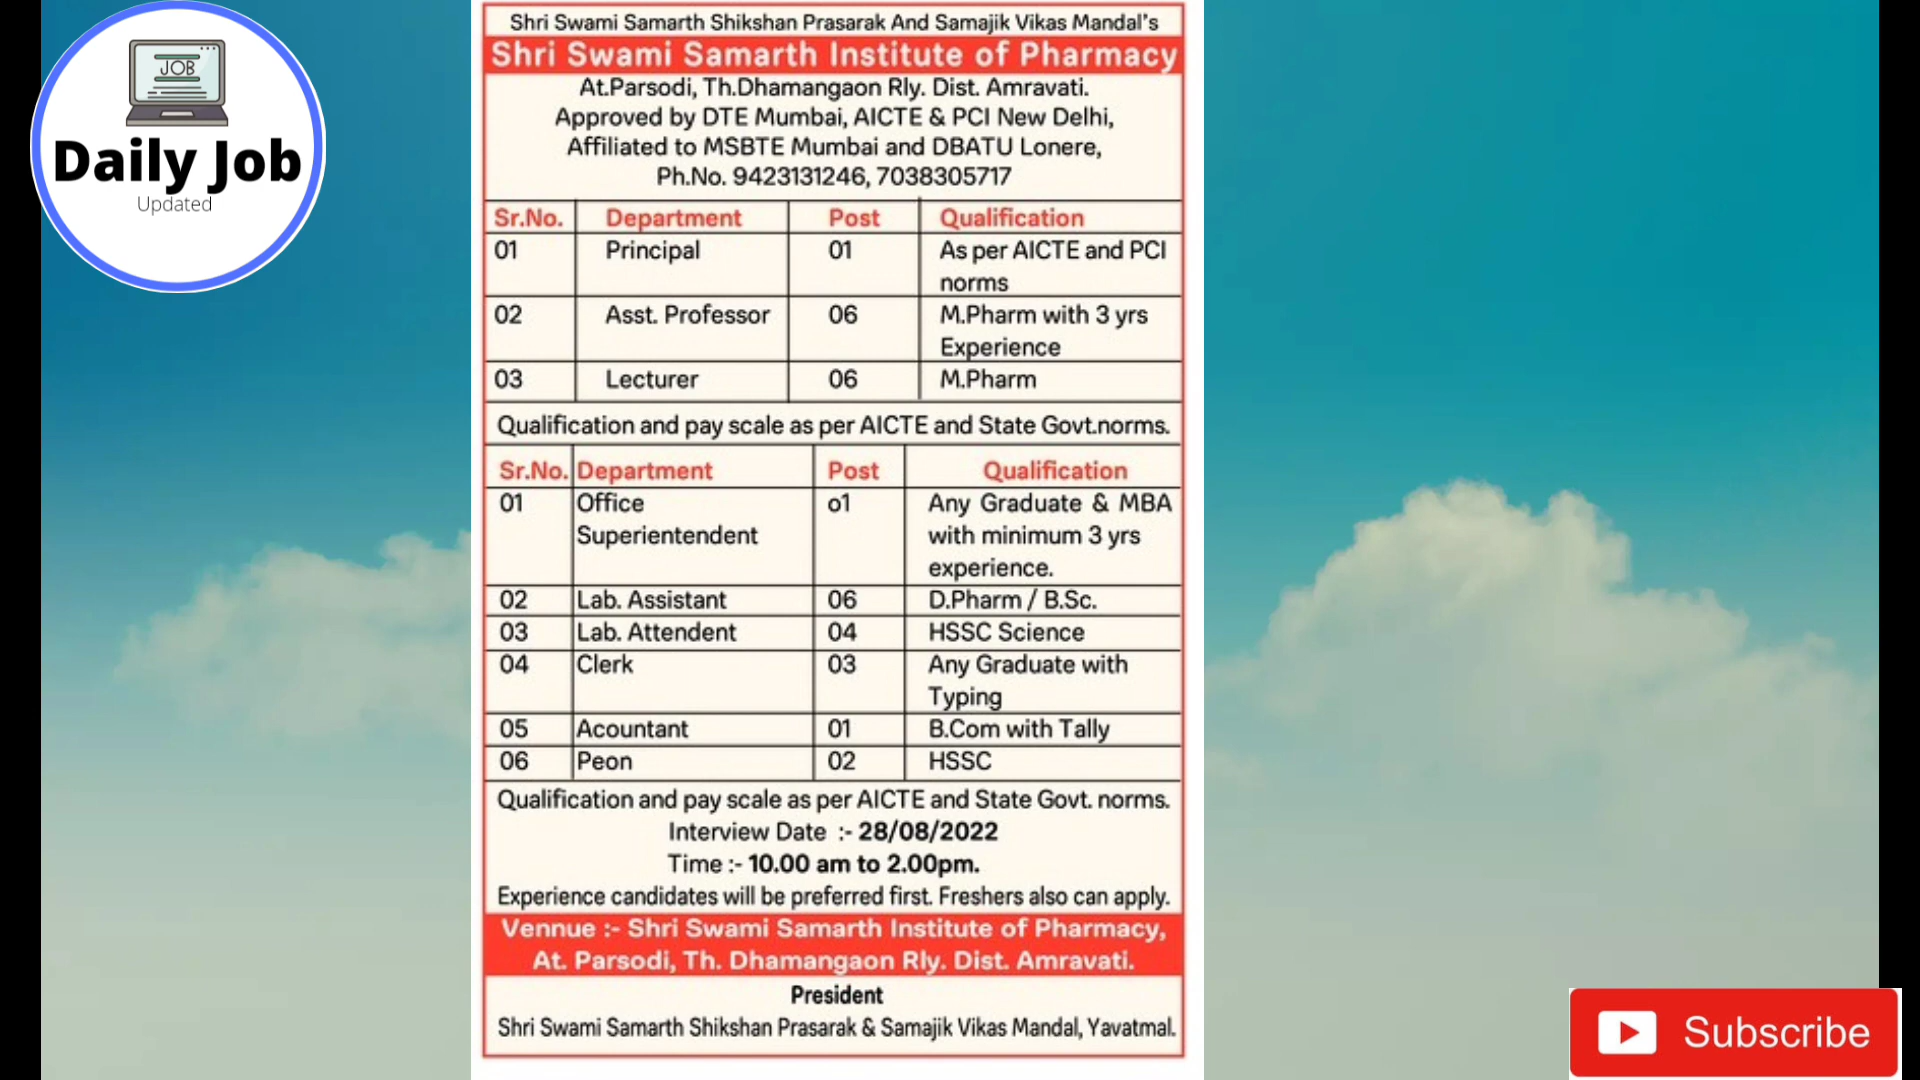 JOB
Daily Job
Updated
Shri Swami Samarth Shikshan Prasarak And Samajik Vikas Mandal's
Shri Swami Samarth Institute of Pharmacy
At.Parsodi, Th.Dhamangaon Rly. Dist. Amravati.
Approved by DTE Mumbai, AICTE & PCI New Delhi,
Affiliated to MSBTE Mumbai and DBATU Lonere,
Ph.No. 9423131246, 7038305717
Sr.No. Department Post Qualification
01 Principal 01 As per AICTE and PCI
norms
02 Asst. Professor 06 M.Pharm with 3 yrs
Experience
03 Lecturer 06 M.Pharm
Qualification and pay scale as per AICTE and State Govt.norms.
Sr.No. Department Post Qualification
01 Office o1 Any Graduate & MBA
Superientendent with minimum 3 yrs
experience.
02 Lab. Assistant 06 D.Pharm / B.Sc.
03 Lab. Attendent 04 HSSC Science
04 Clerk 03 Any Graduate with
Typing
05 Acountant 01 B.Com with Tally
06 Peon 02 HSSC
Qualification and pay scale as per AICTE and State Govt. norms.
Interview Date :- 28/08/2022
Time :- 10.00 am to 2.00pm.
Experience candidates will be preferred first. Freshers also can apply.
Vennue :- Shri Swami Samarth Institute of Pharmacy,
At. Parsodi, Th. Dhamangaon Rly. Dist. Amravati.
President
Shri Swami Samarth Shikshan Prasarak & Samajik Vikas Mandal, Yavatmal.
Subscribe